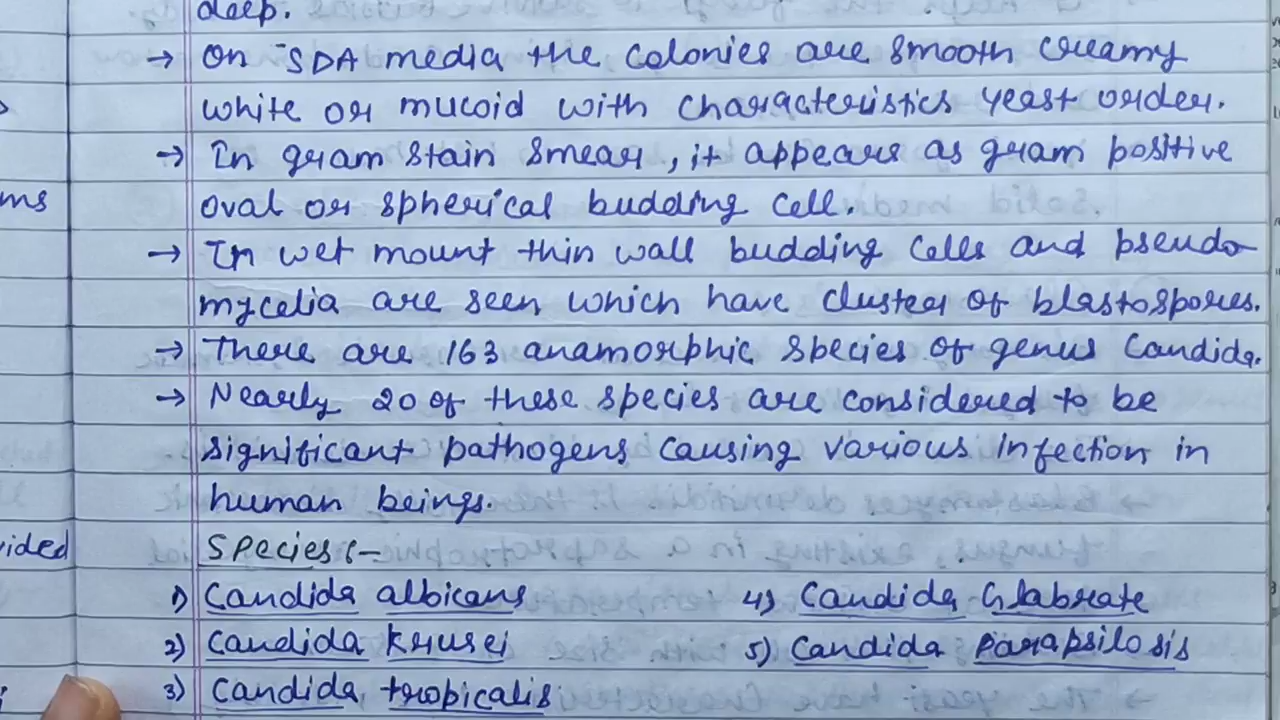 deep.
→ On SDA media the colonies are smooth creamy
white or mucoid with characteristics yeast order.
→ In gram stain smear, it appears as gram positive
ms
oval or spherical budding cell.
→ In wet mount thin wall budding cells and pseudo
mycelia are seen which have cluster of blastospores.
→ There are 163 anamorphic species of genus Candida.
→ Nearly 20 of these species are considered to be
significant pathogens causing various infection in
human beings.
vided
Species :-
1) Candida albicans 4) Candida Glabrate
2) Candida Krusei 5) Candida Parapsilosis
3) Candida tropicalis